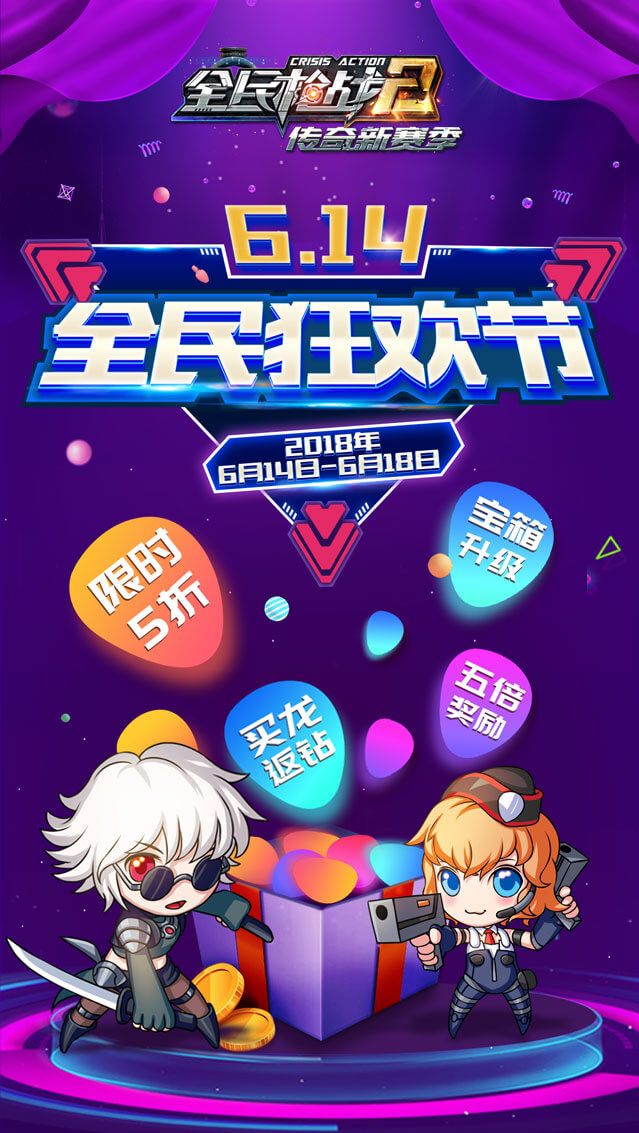 CRISIS ACTION
全民枪战2
传奇新赛季
6.14
全民狂欢节
2018年
6月14日-6月18日
宝箱
升级
限时
5折
五倍
奖励
买龙
返钻